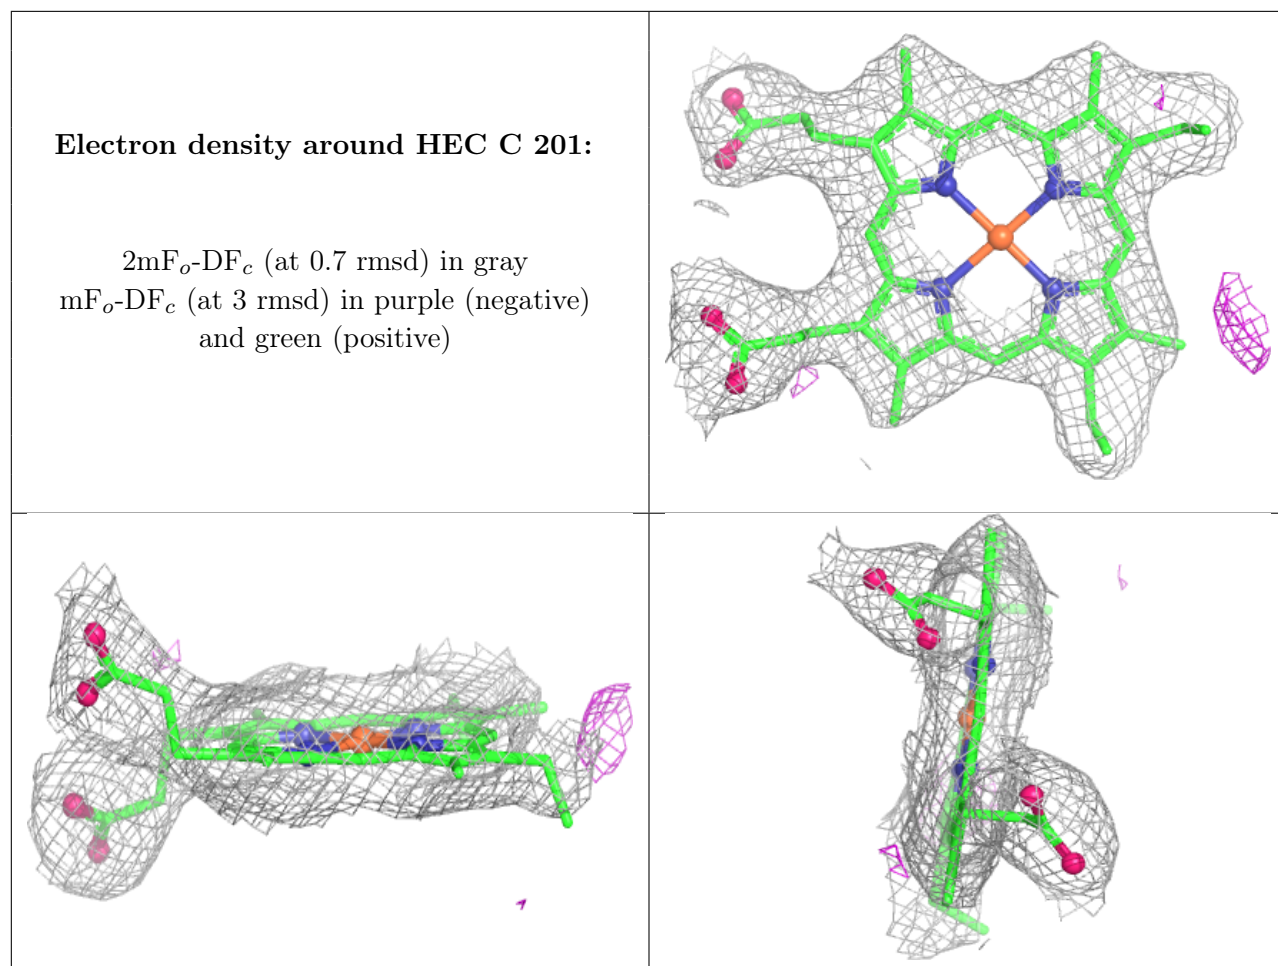 Electron density around HEC C 201:
2mFo-DFc (at 0.7 rmsd) in gray
mFo-DFc (at 3 rmsd) in purple (negative)
and green (positive)